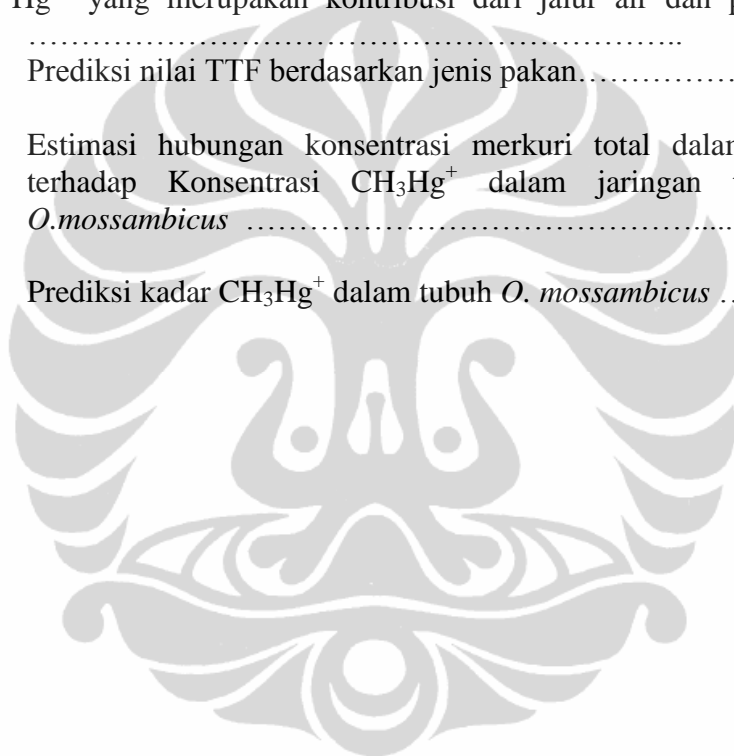 Hg yang merupakan kontribusi dari jalur air dan p
………………………………………………………..
Prediksi nilai TTF berdasarkan jenis pakan……………
Estimasi hubungan konsentrasi merkuri total dalam
terhadap Konsentrasi CH₃Hg⁺ dalam jaringan
O.mossambicus …………………………………….....
Prediksi kadar CH₃Hg⁺ dalam tubuh O. mossambicus …